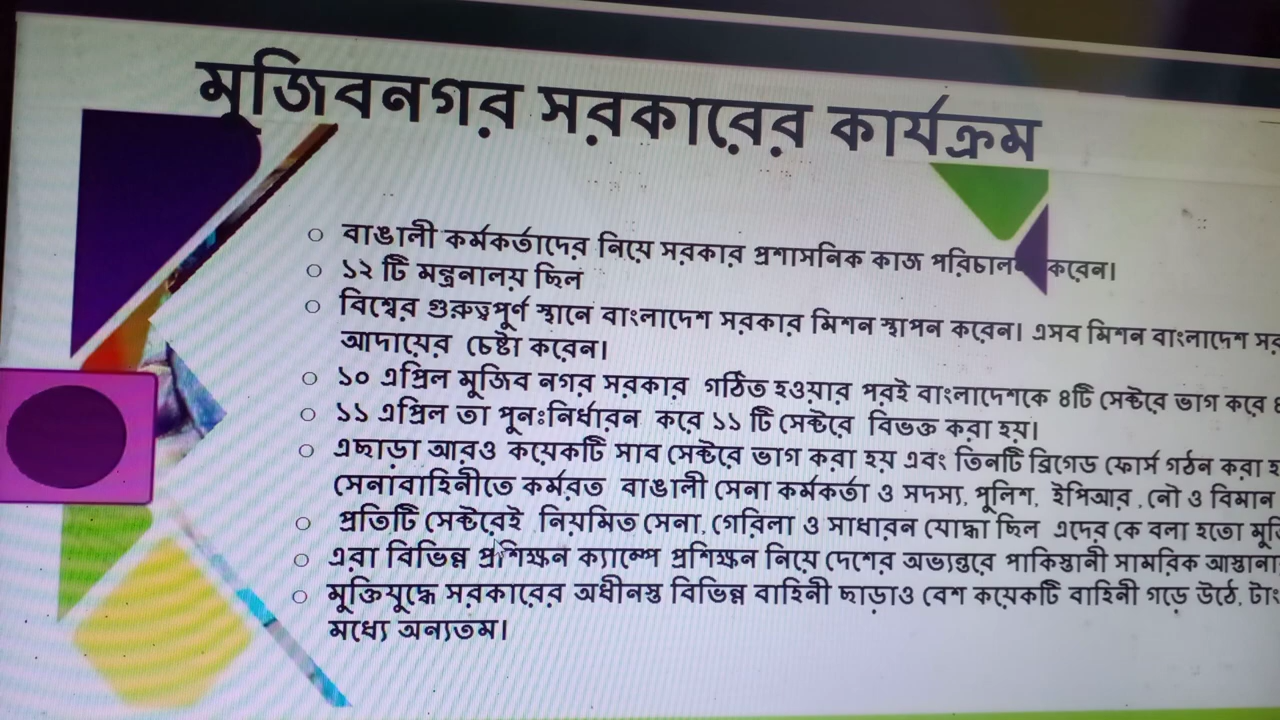 মুজিবনগর সরকারের কার্যক্রম
○ বাঙালী কর্মকর্তাদের নিয়ে সরকার প্রশাসনিক কাজ পরিচালনা করেন।
○ ১২ টি মন্ত্রনালয় ছিল
○ বিশ্বের গুরুত্বপূর্ণ স্থানে বাংলাদেশ সরকার মিশন স্থাপন করেন। এসব মিশন বাংলাদেশ
আদায়ের চেষ্টা করেন।
○ ১০ এপ্রিল মুজিব নগর সরকার গঠিত হওয়ার পরই বাংলাদেশকে ৪টি সেক্টরে ভাগ করে
○ ১১ এপ্রিল তা পুনঃনির্ধারন করে ১১ টি সেক্টরে বিভক্ত করা হয়।
○ এছাড়া আরও কয়েকটি সাব সেক্টরে ভাগ করা হয় এবং তিনটি ব্রিগেড ফোর্স গঠন করা
সেনাবাহিনীতে কর্মরত বাঙালী সেনা কর্মকর্তা ও সদস্য, পুলিশ, ইপিআর ,নৌ ও বিমান
○ প্রতিটি সেক্টরেই নিয়মিত সেনা, গেরিলা ও সাধারন যোদ্ধা ছিল এদের কে বলা হতো
○ এরা বিভিন্ন প্রশিক্ষন ক্যাম্পে প্রশিক্ষন নিয়ে দেশের অভ্যন্তরে পাকিস্তানী সামরিক আস্তানা
○ মুক্তিযুদ্ধে সরকারের অধীনস্ত বিভিন্ন বাহিনী ছাড়াও বেশ কয়েকটি বাহিনী গড়ে উঠে,
মধ্যে অন্যতম।